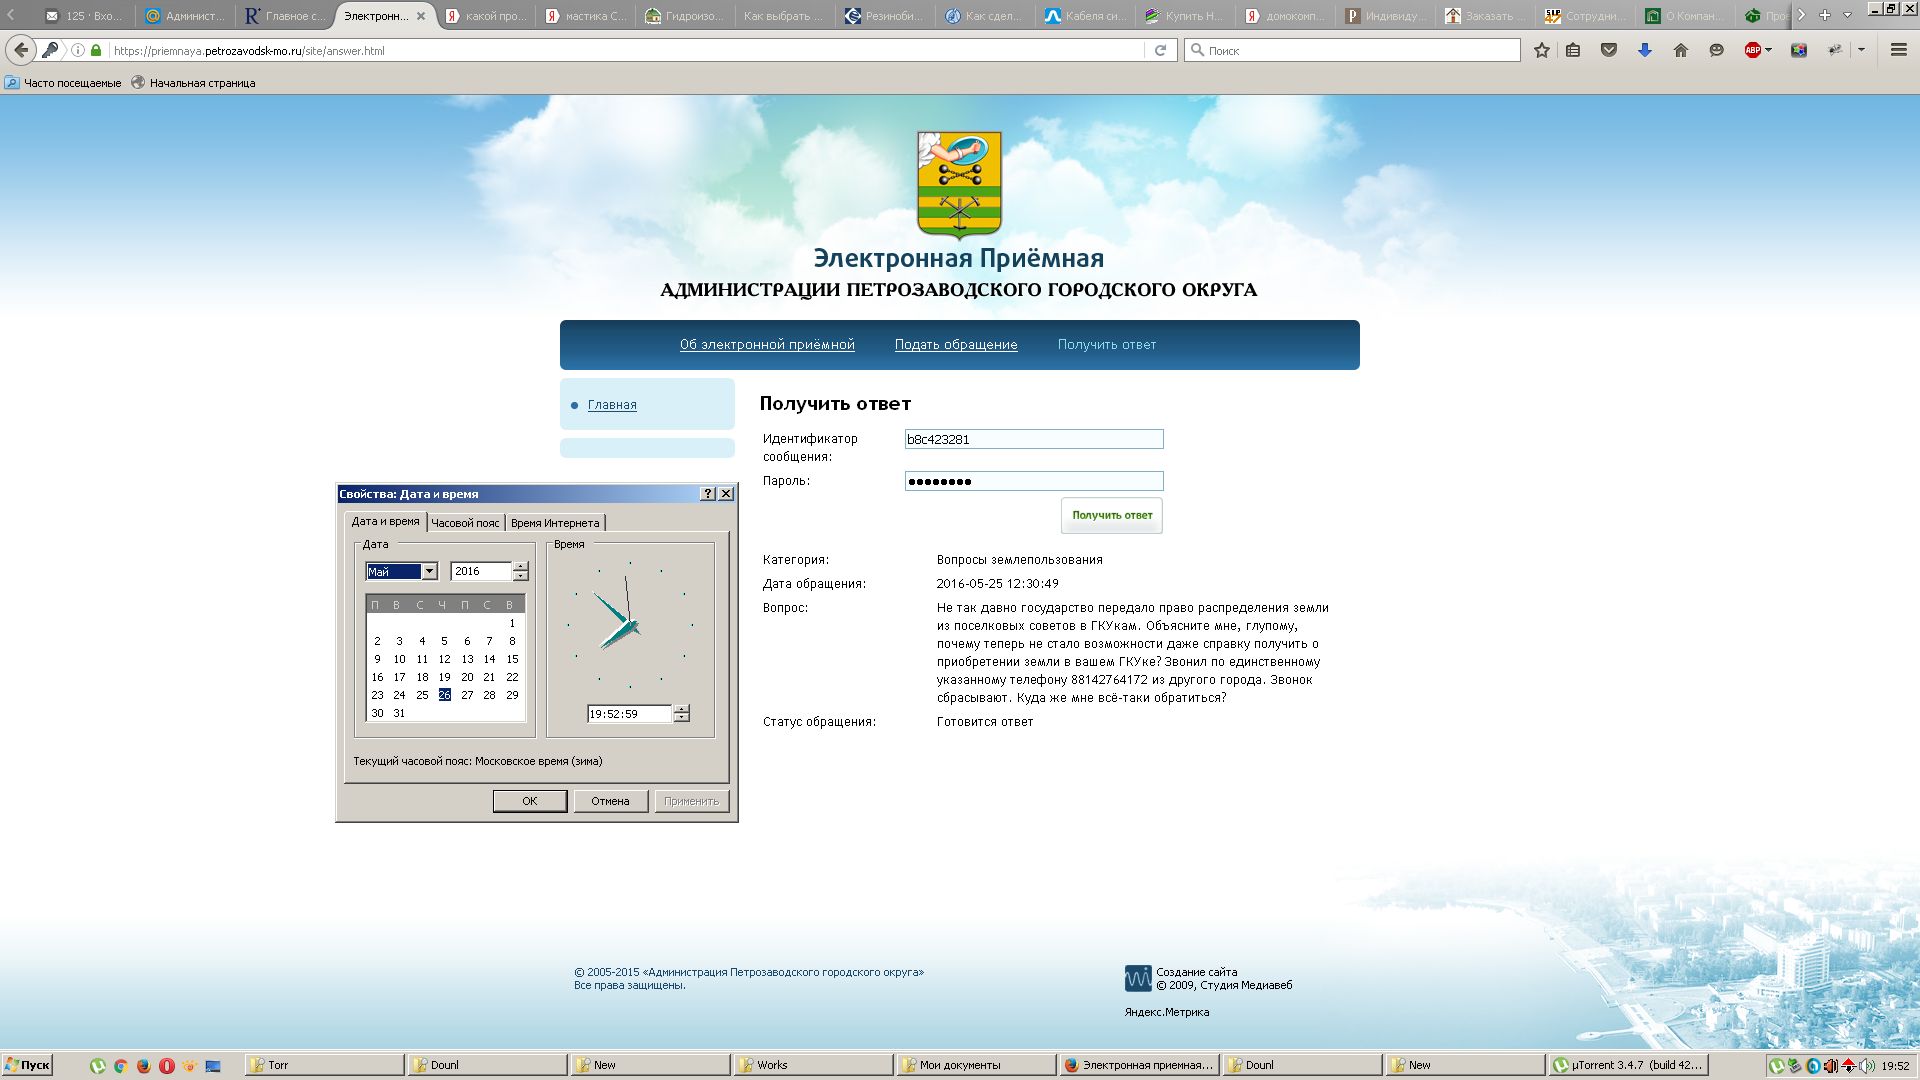 125 · Вхо...
Админист...
Главное с...
Электронн...
какой про...
мастика С...
Гидроизо...
Как выбрать ...
Резиноби...
Как сдел...
Кабеля си...
Купить Н...
домокомп...
Индивиду...
Заказать ...
Сотрудни...
О Компан...
Прое
https://priemnaya.petrozavodsk-mo.ru/site/answer.html
Поиск
ABP
Часто посещаемые
Начальная страница
Электронная Приёмная
АДМИНИСТРАЦИИ ПЕТРОЗАВОДСКОГО ГОРОДСКОГО ОКРУГА
Об электронной приёмной
Подать обращение
Получить ответ
Главная
Получить ответ
Идентификатор
сообщения:
b8c423281
Пароль:
Получить ответ
Категория:
Вопросы землепользования
Дата обращения:
2016-05-25 12:30:49
Вопрос:
Не так давно государство передало право распределения земли
из поселковых советов в ГКУкам. Объясните мне, глупому,
почему теперь не стало возможности даже справку получить о
приобретении земли в вашем ГКУке? Звонил по единственному
указанному телефону 88142764172 из другого города. Звонок
сбрасывают. Куда же мне всё-таки обратиться?
Статус обращения:
Готовится ответ
Свойства: Дата и время
Дата и время
Часовой пояс
Время Интернета
Дата
Время
Май
2016
П В С Ч П С В
1
2 3 4 5 6 7 8
9 10 11 12 13 14 15
16 17 18 19 20 21 22
23 24 25 26 27 28 29
30 31
19:52:59
Текущий часовой пояс: Московское время (зима)
ОК
Отмена
Применить
© 2005-2015 «Администрация Петрозаводского городского округа»
Все права защищены.
Создание сайта
© 2009, Студия Медиавеб
Яндекс.Метрика
Пуск
Torr
Dounl
New
Works
Мои документы
Электронная приемная...
Dounl
New
µTorrent 3.4.7 (build 42...
19:52